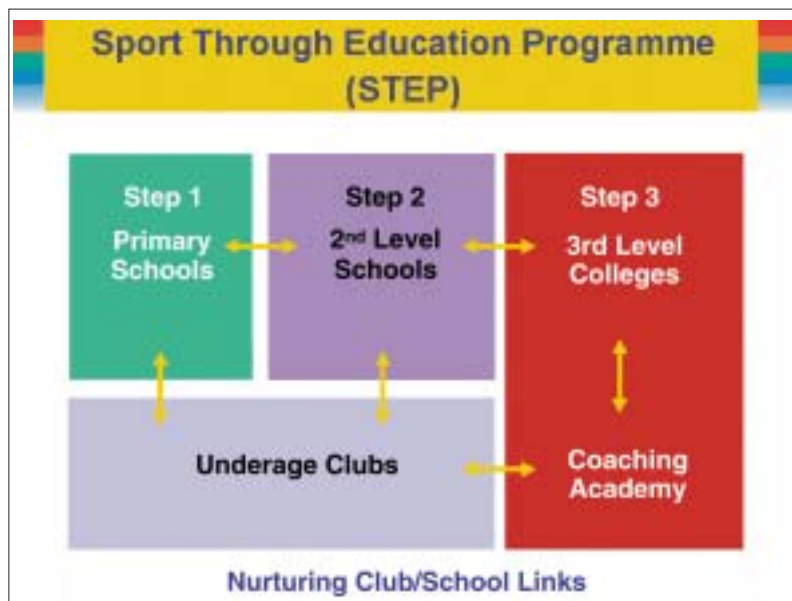 Sport Through Education Programme
(STEP)
Step 1
Primary
Schools
Step 2
2nd Level
Schools
Step 3
3rd Level
Colleges
Underage Clubs
Coaching
Academy
Nurturing Club/School Links